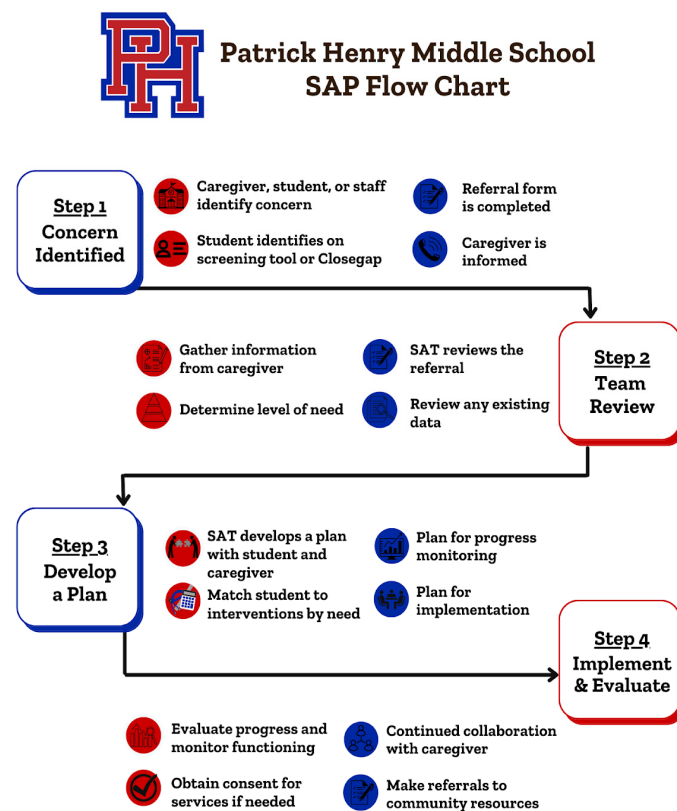 PH
Patrick Henry Middle School
SAP Flow Chart
Step 1
Concern
Identified
Caregiver, student, or staff
identify concern
Student identifies on
screening tool or Closegap
Referral form
is completed
Caregiver is
informed
Step 2
Team
Review
Gather information
from caregiver
Determine level of need
SAT reviews the
referral
Review any existing
data
Step 3
Develop
a Plan
SAT develops a plan
with student and
caregiver
Match student to
interventions by need
Plan for progress
monitoring
Plan for
implementation
Step 4
Implement
& Evaluate
Evaluate progress and
monitor functioning
Obtain consent for
services if needed
Continued collaboration
with caregiver
Make referrals to
community resources